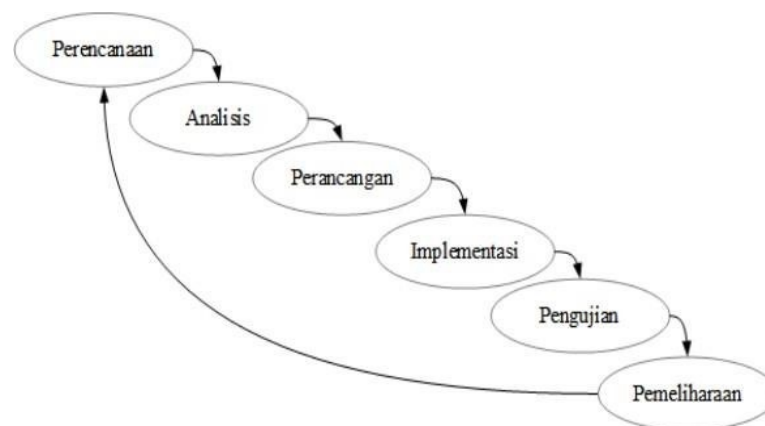 Perencanaan
Analisis
Perancangan
Implementasi
Pengujian
Pemeliharaan